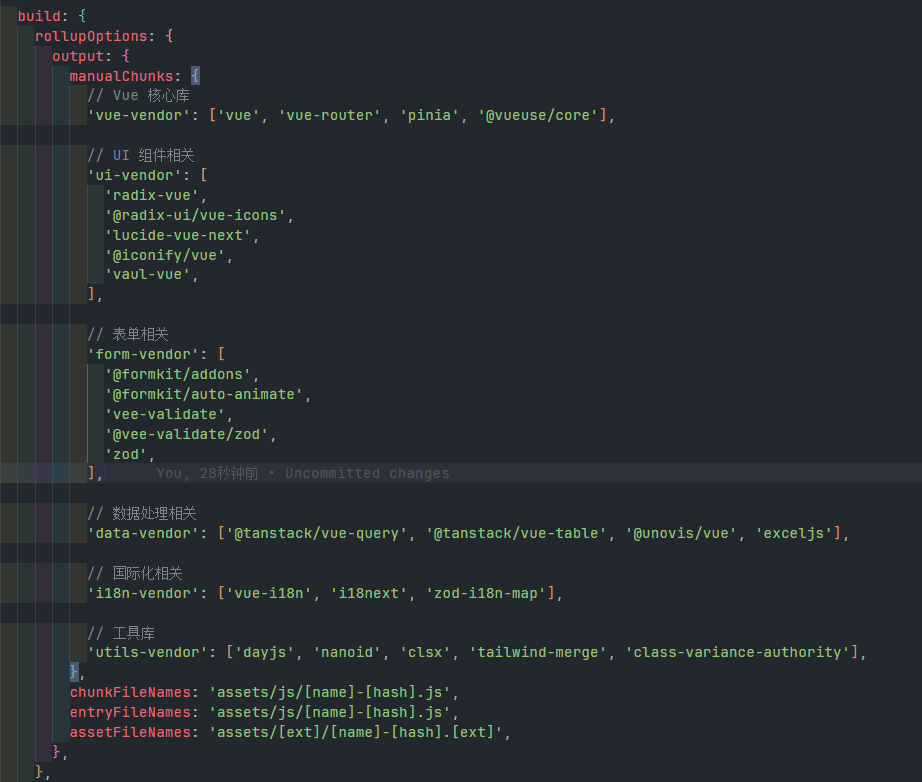 build: {
rollupOptions: {
output: {
manualChunks: {
// Vue 核心库
'vue-vendor': ['vue', 'vue-router', 'pinia', '@vueuse/core'],
// UI 组件相关
'ui-vendor': [
'radix-vue',
'@radix-ui/vue-icons',
'lucide-vue-next',
'@iconify/vue',
'vaul-vue',
],
// 表单相关
'form-vendor': [
'@formkit/addons',
'@formkit/auto-animate',
'vee-validate',
'@vee-validate/zod',
'zod',
], You, 28秒钟前 • Uncommitted changes
// 数据处理相关
'data-vendor': ['@tanstack/vue-query', '@tanstack/vue-table', '@unovis/vue', 'exceljs'],
// 国际化相关
'i18n-vendor': ['vue-i18n', 'i18next', 'zod-i18n-map'],
// 工具库
'utils-vendor': ['dayjs', 'nanoid', 'clsx', 'tailwind-merge', 'class-variance-authority'],
},
chunkFileNames: 'assets/js/[name]-[hash].js',
entryFileNames: 'assets/js/[name]-[hash].js',
assetFileNames: 'assets/[ext]/[name]-[hash].[ext]',
},
},